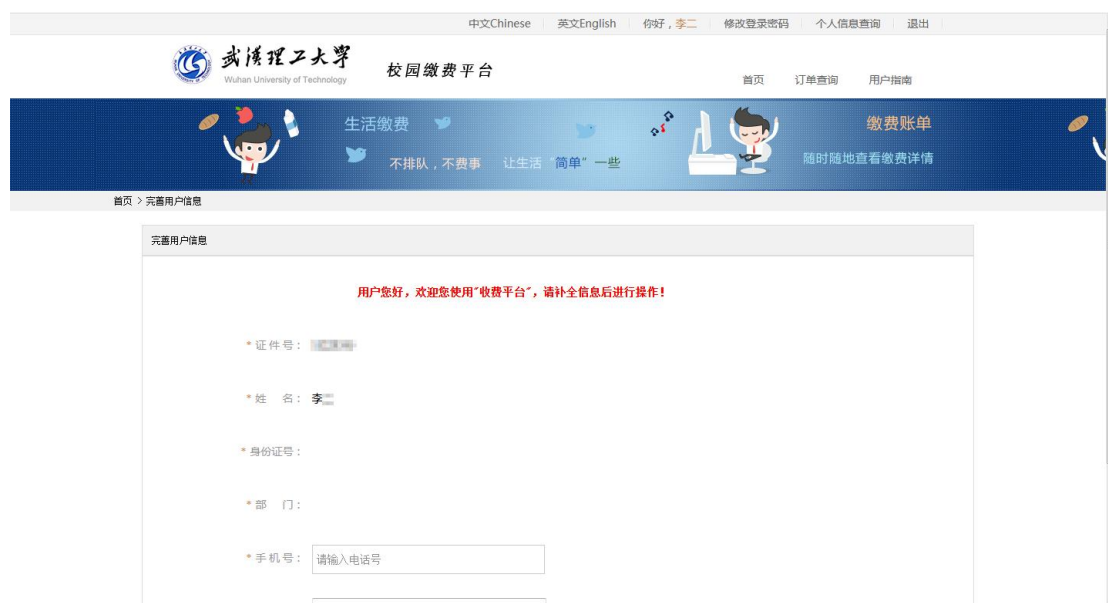 中文Chinese 英文English 你好，李二 修改登录密码 个人信息查询 退出
武汉理工大学
Wuhan University of Technology
校园缴费平台
首页 订单查询 用户指南
生活缴费
不排队，不费事 让生活“简单”一些
缴费账单
随时随地查看缴费详情
首页 > 完善用户信息
完善用户信息
用户您好，欢迎您使用"收费平台"，请补全信息后进行操作！
*证件号：
*姓 名： 李
*身份证号：
*部 门：
*手机号： 请输入电话号